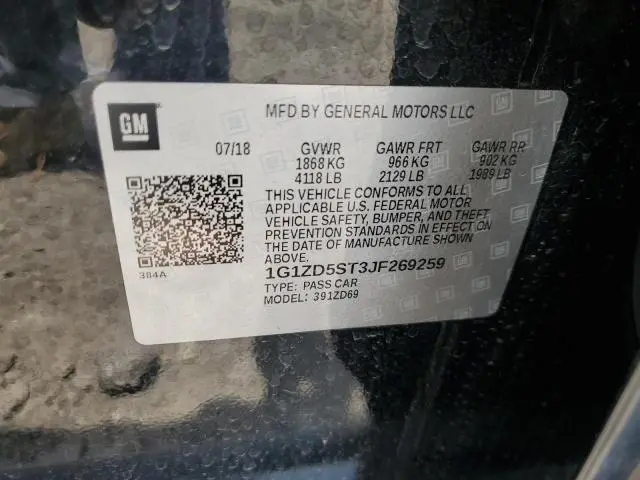 GM
MFD BY GENERAL MOTORS LLC
07/18 GVWR GAWR FRT GAWR RR
1868 KG 966 KG 902 KG
4118 LB 2129 LB 1989 LB
THIS VEHICLE CONFORMS TO ALL
APPLICABLE U.S. FEDERAL MOTOR
VEHICLE SAFETY, BUMPER, AND THEFT
PREVENTION STANDARDS IN EFFECT ON
THE DATE OF MANUFACTURE SHOWN
ABOVE.
384A
1G1ZD5ST3JF269259
TYPE: PASS CAR
MODEL: 391ZD69